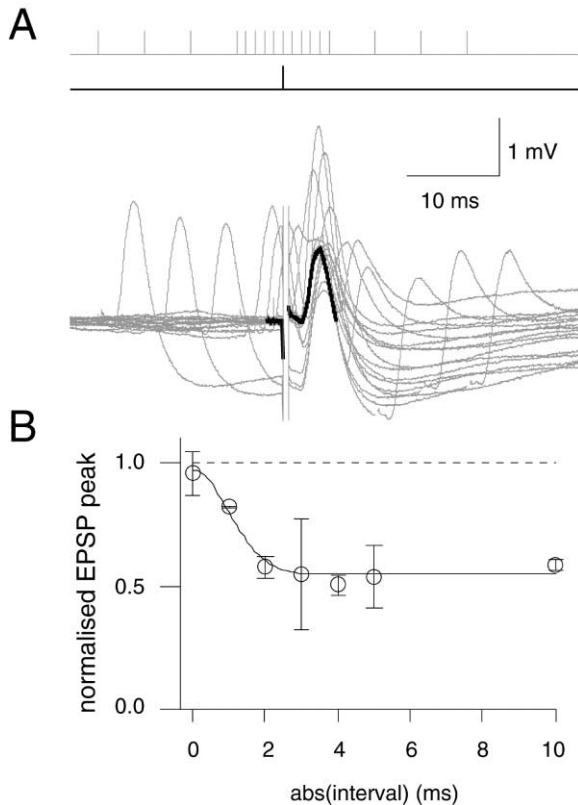 A
1 mV
10 ms
B
normalised EPSP peak
1.0
0.5
0.0
0 2 4 6 8 10
abs(interval) (ms)